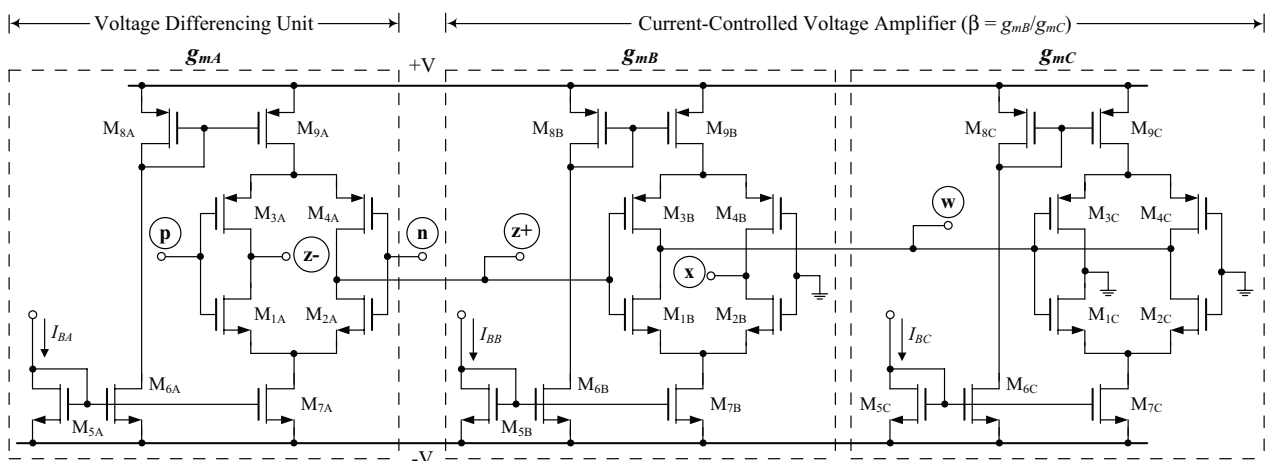 Voltage Differencing Unit
Current-Controlled Voltage Amplifier (β = gmB/gmC)
gmA
gmB
gmC
+V
M8A
M9A
M8B
M9B
M8C
M9C
M3A
M4A
M3B
M4B
M3C
M4C
p
z-
n
z+
x
w
M1A
M2A
M1B
M2B
M1C
M2C
IBA
IBB
IBC
M6A
M6B
M6C
M5A
M7A
M5B
M7B
M5C
M7C
-V